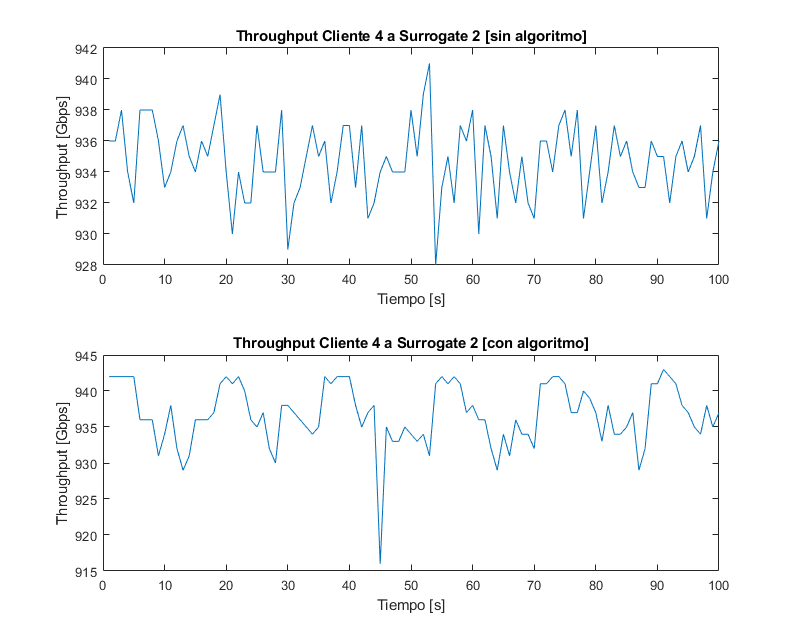 Throughput Cliente 4 a Surrogate 2 [sin algoritmo]
942
940
938
936
934
932
930
928
Throughput [Gbps]
0 10 20 30 40 50 60 70 80 90 100
Tiempo [s]
Throughput Cliente 4 a Surrogate 2 [con algoritmo]
945
940
935
930
925
920
915
Throughput [Gbps]
0 10 20 30 40 50 60 70 80 90 100
Tiempo [s]